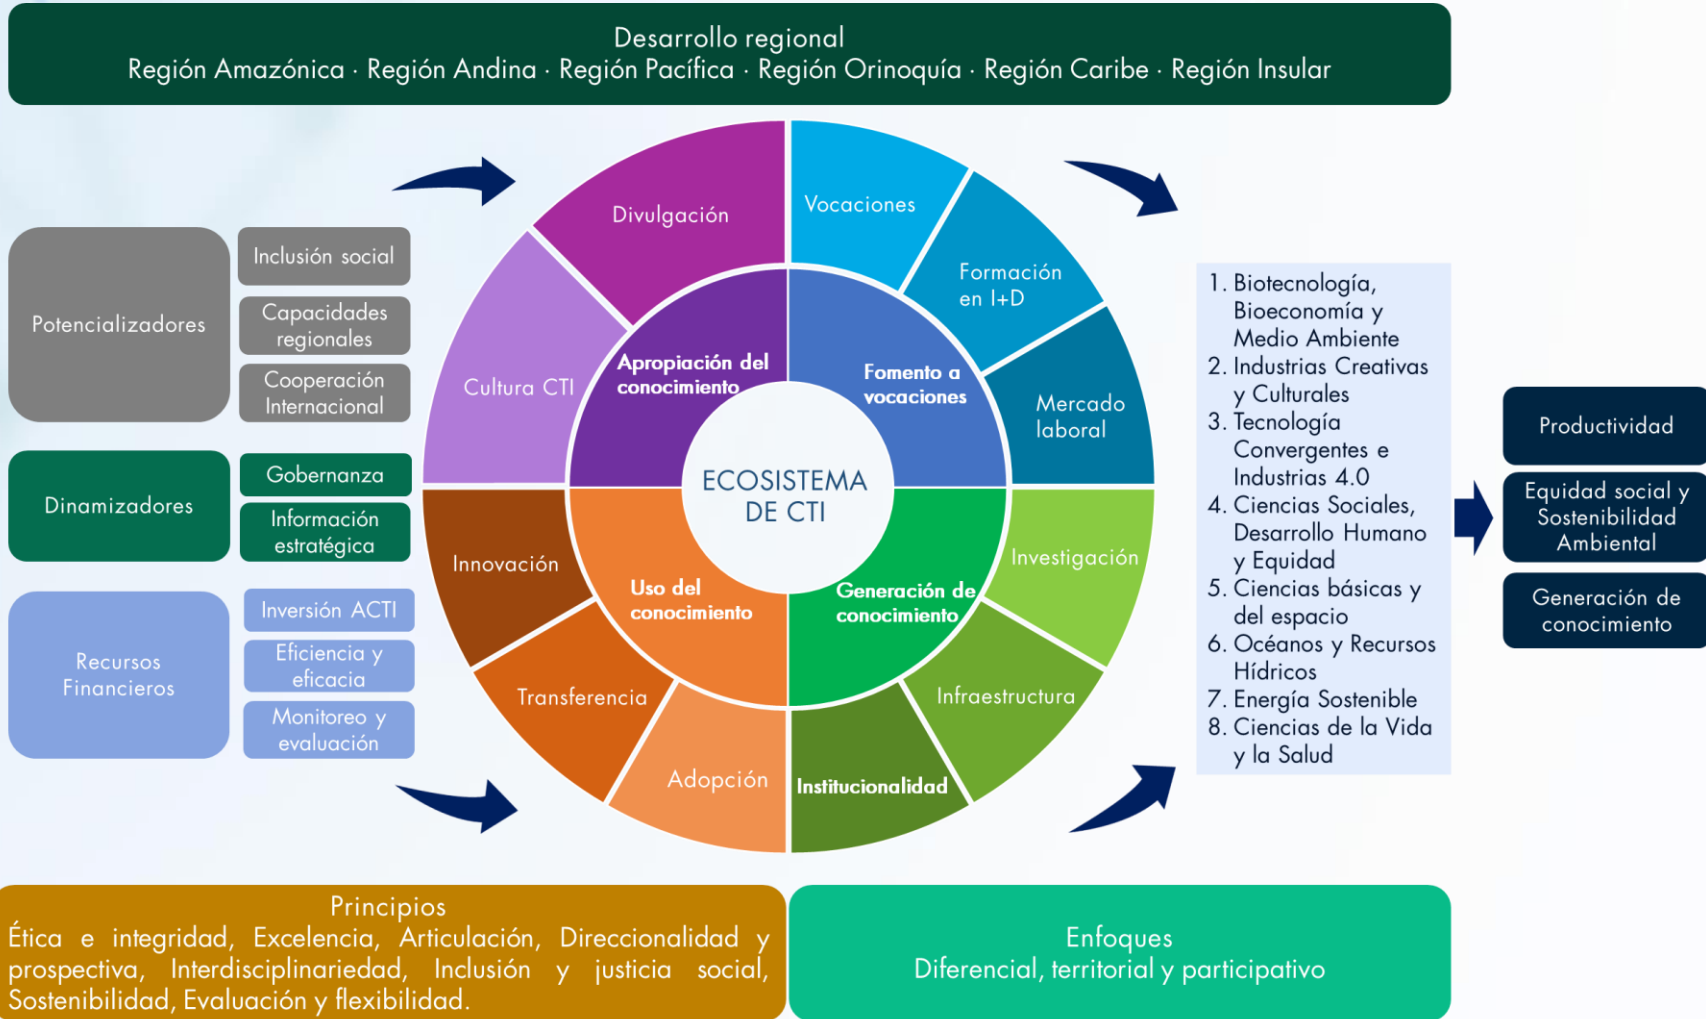 Desarrollo regional
Región Amazónica · Región Andina · Región Pacífica · Región Orinoquía · Región Caribe · Región Insular
Potencializadores
Inclusión social
Capacidades
regionales
Cooperación
Internacional
Dinamizadores
Gobernanza
Información
estratégica
Recursos
Financieros
Inversión ACTI
Eficiencia y
eficacia
Monitoreo y
evaluación
Divulgación
Cultura CTI
Apropiación del
conocimiento
Vocaciones
Formación
en I+D
Mercado
laboral
Fomento a
vocaciones
ECOSISTEMA
DE CTI
Innovación
Transferencia
Adopción
Uso del
conocimiento
Investigación
Infraestructura
Institucionalidad
Generación de
conocimiento
1. Biotecnología,
Bioeconomía y
Medio Ambiente
2. Industrias Creativas
y Culturales
3. Tecnología
Convergentes e
Industrias 4.0
4. Ciencias Sociales,
Desarrollo Humano
y Equidad
5. Ciencias básicas y
del espacio
6. Océanos y Recursos
Hídricos
7. Energía Sostenible
8. Ciencias de la Vida
y la Salud
Productividad
Equidad social y
Sostenibilidad
Ambiental
Generación de
conocimiento
Principios
Ética e integridad, Excelencia, Articulación, Direccionalidad y
prospectiva, Interdisciplinariedad, Inclusión y justicia social,
Sostenibilidad, Evaluación y flexibilidad.
Enfoques
Diferencial, territorial y participativo